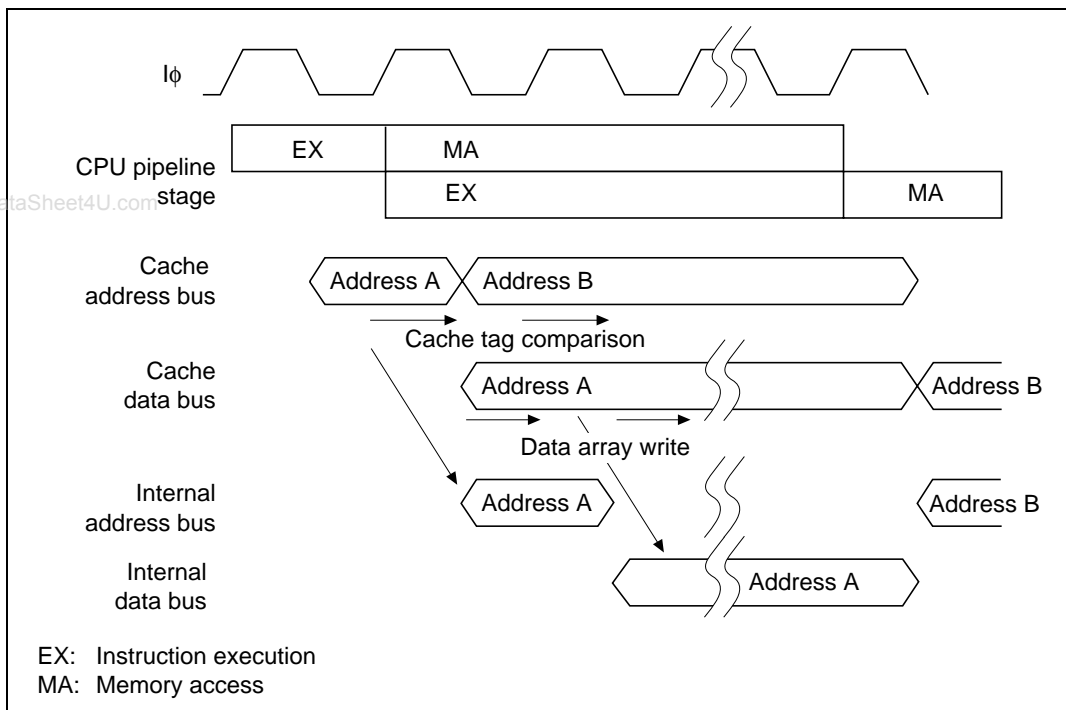 Iϕ
EX
MA
CPU pipeline
stage
EX
MA
ataSheet4U.com
Cache
address bus
Address A
Address B
Cache tag comparison
Cache
data bus
Address A
Address B
Data array write
Internal
address bus
Address A
Address B
Internal
data bus
Address A
EX: Instruction execution
MA: Memory access